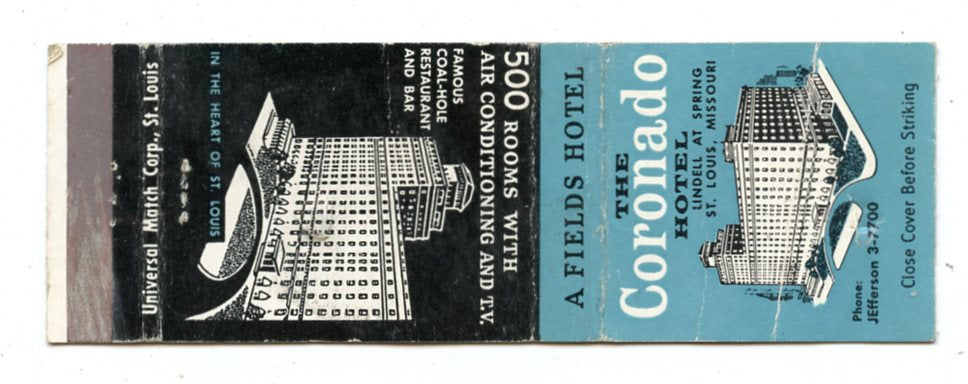 Universal Match Corp., St. Louis
IN THE HEART OF ST. LOUIS
FAMOUS
COAL-HOLE
RESTAURANT
AND BAR
500 ROOMS WITH
AIR CONDITIONING AND T.V.
A FIELDS HOTEL
THE
Coronado
HOTEL
LINDELL AT SPRING
ST. LOUIS, MISSOURI
Phone:
JEfferson 3-7700
Close Cover Before Striking